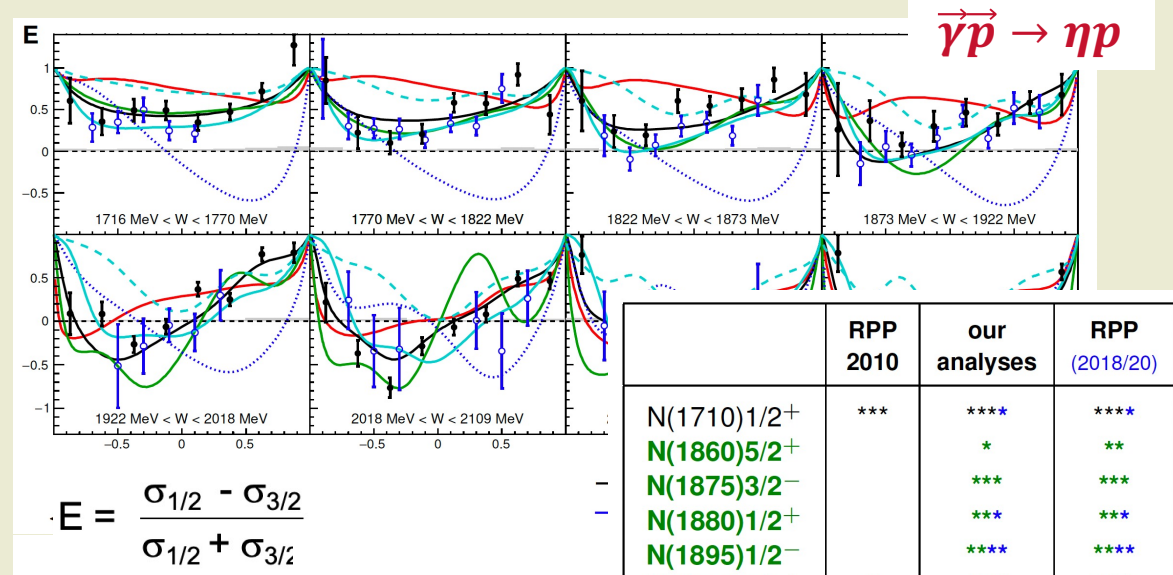 E
γp → ηp
1
0.5
0
−0.5
1716 MeV < W < 1770 MeV
1770 MeV < W < 1822 MeV
1822 MeV < W < 1873 MeV
1873 MeV < W < 1922 MeV
0.5
0
−0.5
−1
1922 MeV < W < 2018 MeV
2018 MeV < W < 2109 MeV
−0.5 0 0.5
−0.5 0 0.5
E = σ1/2 - σ3/2
σ1/2 + σ3/2
RPP 2010 our analyses RPP (2018/20)
N(1710)1/2+ *** **** ****
N(1860)5/2+ * **
N(1875)3/2− *** ***
N(1880)1/2+ *** ***
N(1895)1/2− **** ****